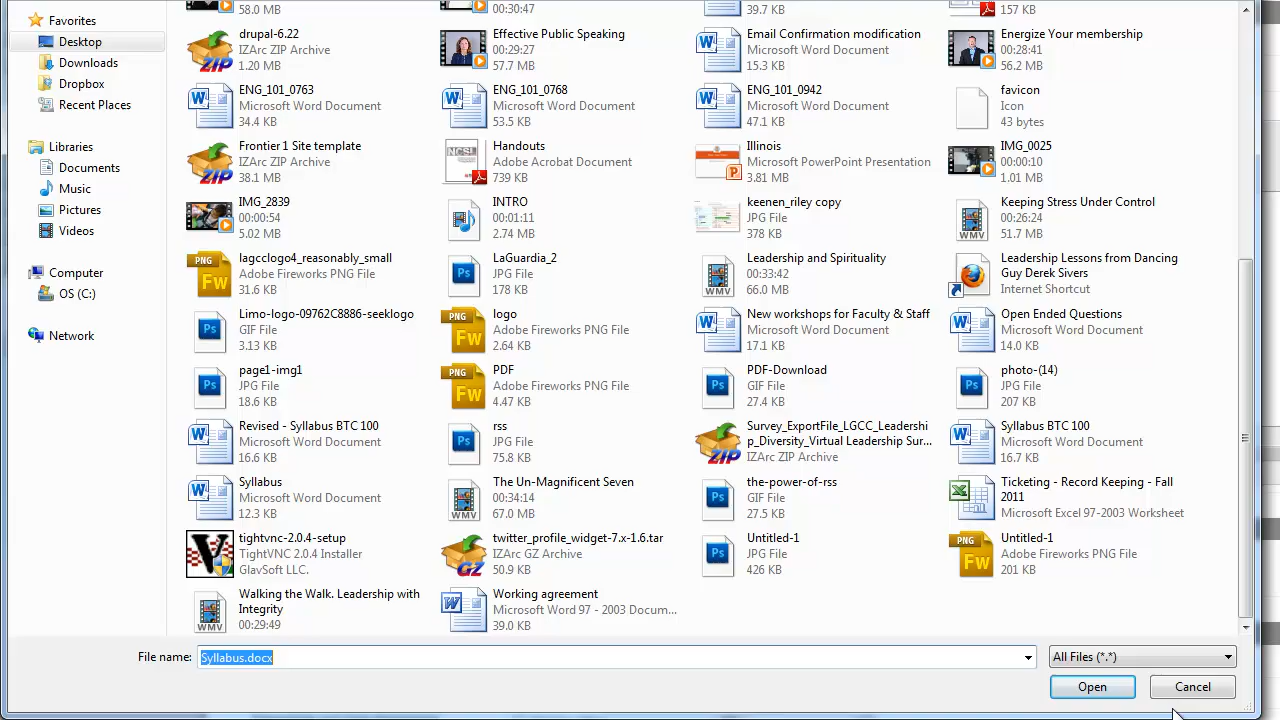 Favorites
Desktop
Downloads
Dropbox
Recent Places
Libraries
Documents
Music
Videos
Computer
OS (C:)
Network
58.0 MB
00:30:47
39.7 KB
157 KB
drupal-6.22
IZArc ZIP Archive
1.20 MB
Effective Public Speaking
00:29:27
57.7 MB
Email Confirmation modification
Microsoft Word Document
15.3 KB
Energize Your membership
00:28:41
56.2 MB
ENG_101_0763
Microsoft Word Document
34.4 KB
ENG_101_0768
Microsoft Word Document
53.5 KB
ENG_101_0942
Microsoft Word Document
47.1 KB
favicon
Icon
43 bytes
Frontier1 Site template
IZArc ZIP Archive
MB
Handouts
Adobe Acrobat Document
739 KB
Illinois
Microsoft PowerPoint Presentation
3.81 MB
IMG_0025
00:00:10
1.01 MB
IMG_2839
00:00:54
5.02 MB
INTRO
00:01:11
2.74 MB
keenen_riley copy
JPG File
378 KB
Keeping Stress Under Control
00:26:24
51.7 MB
lagcclogo4_reasonably_small
Adobe Fireworks PNG File
31.6 KB
LaGuardia_2
JPEG File
178 KB
Leadership and Spirituality
00:33:42
66.0 MB
Leadership Lessons from Dancing
Guy Derek Sivers
Internet Shortcut
GIF File
3.13 KB
logo
Adobe Fireworks PNG File
2.64 KB
New workshops for Faculty & Staff
Microsoft Word Document
17.1 KB
Open Ended Questions
Microsoft Word Document
14.0 KB
JPEG File
18.6 KB
PDF
Adobe Fireworks PNG File
4.47 KB
PDF-Download
GIF File
27.4 KB
photo-(14)
JPG File
207 KB
Syllabus BTC 100
Microsoft Word Document
16.8 KB
rss
JPG File
75.8 KB
Survey_ExportFile_LGCC_Leadershi
p_Diversity_Virtual Leadership Sur...
IZArc ZIP Archive
Syllabus BTC 100
Microsoft Word Document
16.7 KB
Syllabus
Microsoft Word Document
12.3 KB
The Un-Magnificent Seven
00:34:14
67.0 MB
the-power-of-rss
GIF File
27.5 KB
Ticketing - Record Keeping - Fall
2011
Microsoft Excel 97-2003 Worksheet
tightvnc-2.0.4-setup
TightVNC 2.0.4 Installer
GlavSoft LLC.
twitter_profile_widget-7.x-1.6.tar
IZArc GZ Archive
50.9 KB
Untitled-1
JPEG File
426 KB
Untitled-1
Adobe Fireworks PNG File
201 KB
Walking the Walk. Leadership with
Integrity
00:29:49
Working agreement
Microsoft Word 97 - 2003 Docum...
39.0 KB
File name:
Syllabus.docx
All Files (*.*)
Open
Cancel